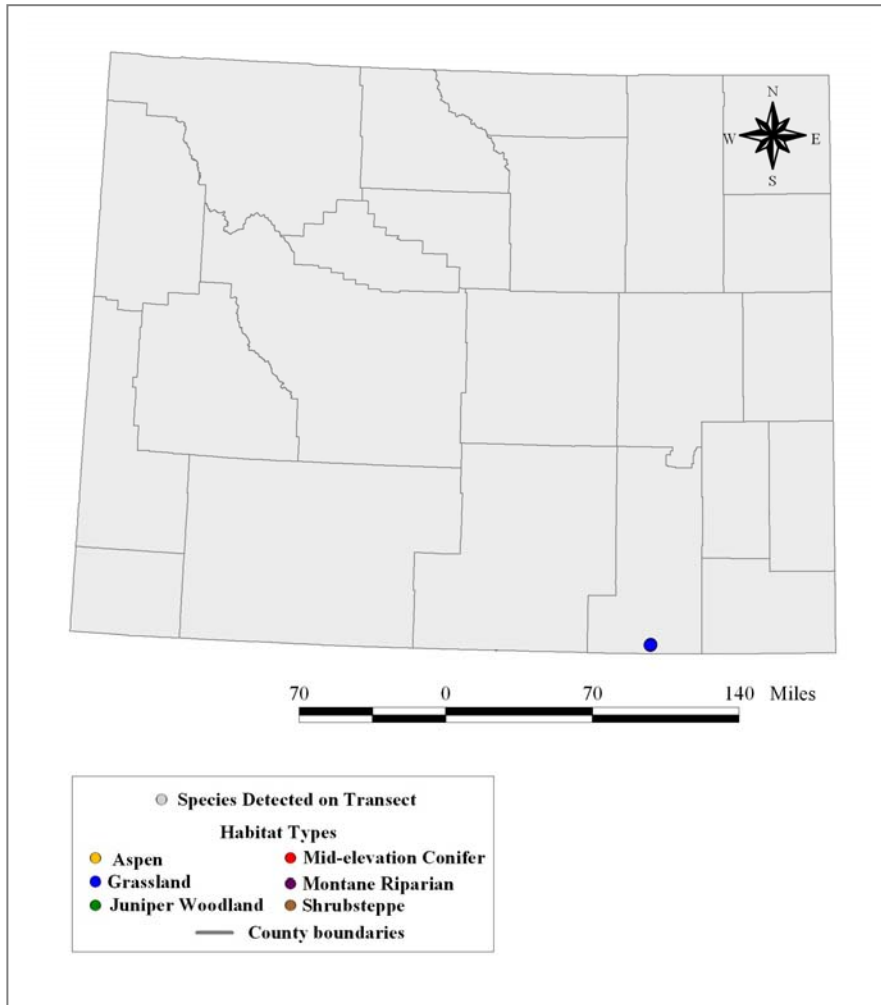 N
W E
S
70 0 70 140 Miles
Species Detected on Transect
Habitat Types
Aspen Mid-elevation Conifer
Grassland Montane Riparian
Juniper Woodland Shrubsteppe
County boundaries